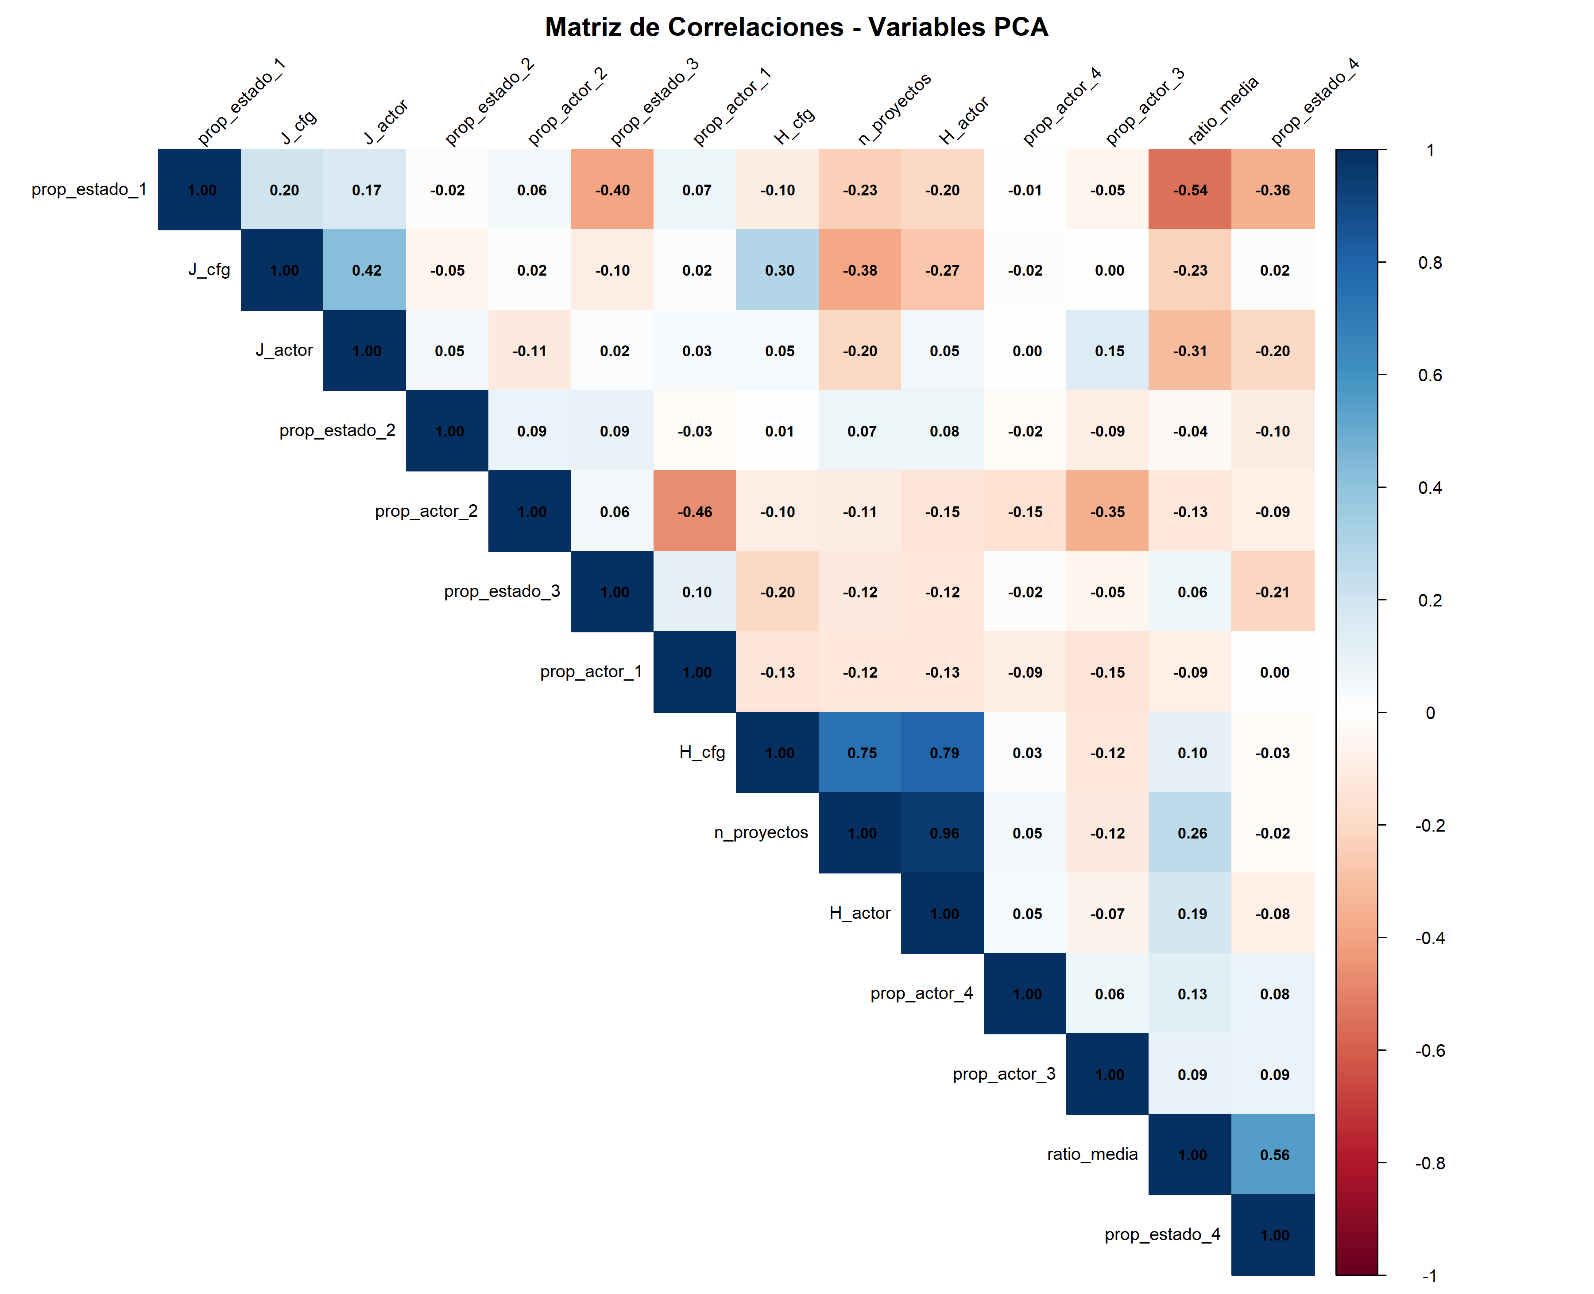 Matriz de Correlaciones - Variables PCA
prop_estado_1 J_cfg J_actor prop_estado_2 prop_actor_2 prop_estado_3 prop_actor_1 H_cfg n_proyectos H_actor prop_actor_4 prop_actor_3 ratio_media prop_estado_4
prop_estado_1 1.00 0.20 0.17 -0.02 0.06 -0.40 0.07 -0.10 -0.23 -0.20 -0.01 -0.05 -0.54 -0.36
J_cfg 1.00 0.42 -0.05 0.02 -0.10 0.02 0.30 -0.38 -0.27 -0.02 0.00 -0.23 0.02
J_actor 1.00 0.05 -0.11 0.02 0.03 0.05 -0.20 0.05 0.00 0.15 -0.31 -0.20
prop_estado_2 1.00 0.09 0.09 -0.03 0.01 0.07 0.08 -0.02 -0.09 -0.04 -0.10
prop_actor_2 1.00 0.06 -0.46 -0.10 -0.11 -0.15 -0.15 -0.35 -0.13 -0.09
prop_estado_3 1.00 0.10 -0.20 -0.12 -0.12 -0.02 -0.05 0.06 -0.21
prop_actor_1 1.00 -0.13 -0.12 -0.13 -0.09 -0.15 -0.09 0.00
H_cfg 1.00 0.75 0.79 0.03 -0.12 0.10 -0.03
n_proyectos 1.00 0.96 0.05 -0.12 0.26 -0.02
H_actor 1.00 0.05 -0.07 0.19 -0.08
prop_actor_4 1.00 0.06 0.13 0.08
prop_actor_3 1.00 0.09 0.09
ratio_media 1.00 0.56
prop_estado_4 1.00
1
0.8
0.6
0.4
0.2
0
-0.2
-0.4
-0.6
-0.8
-1